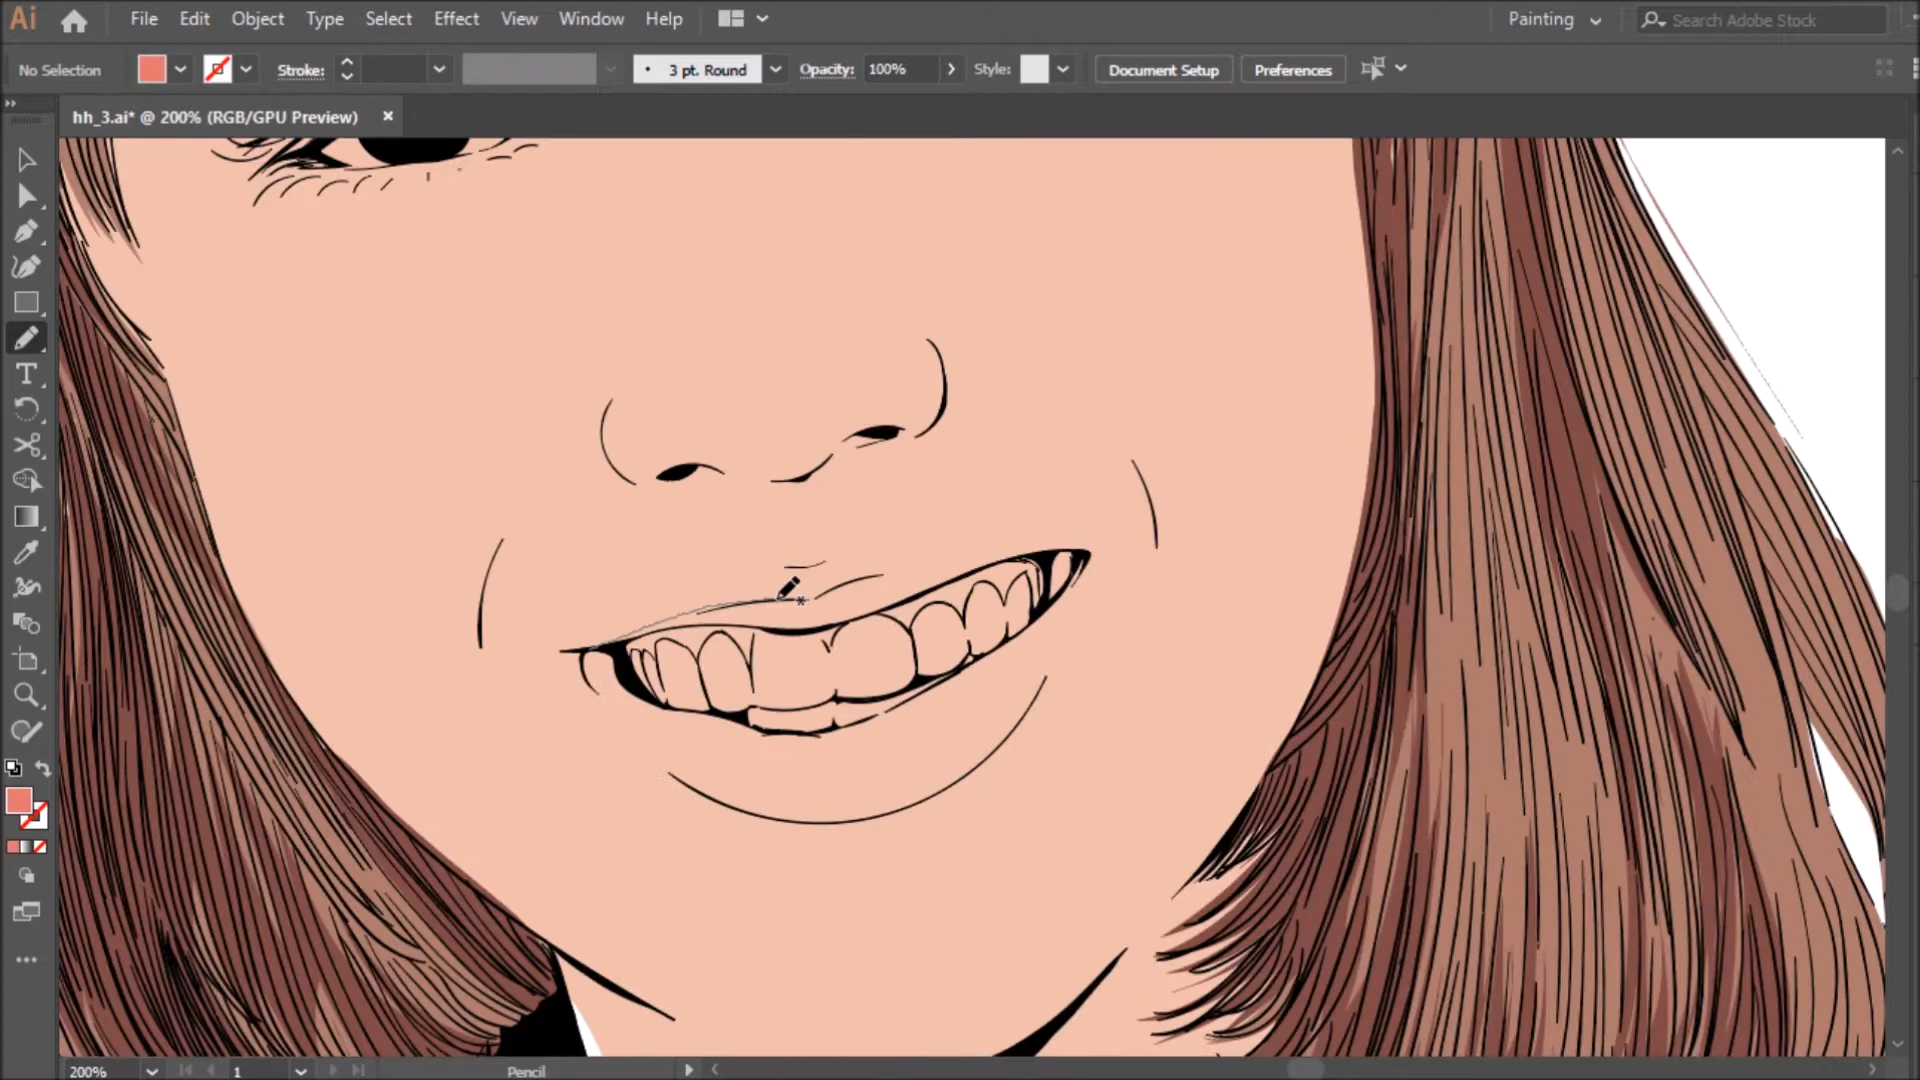 Ai File Edit Object Type Select Effect View Window Help Painting Search Adobe Stock
No Selection Stroke: 3 pt. Round Opacity: 100% Style: Document Setup Preferences
hh_3.ai* @ 200% (RGB/GPU Preview) ×
200% 1 Pencil